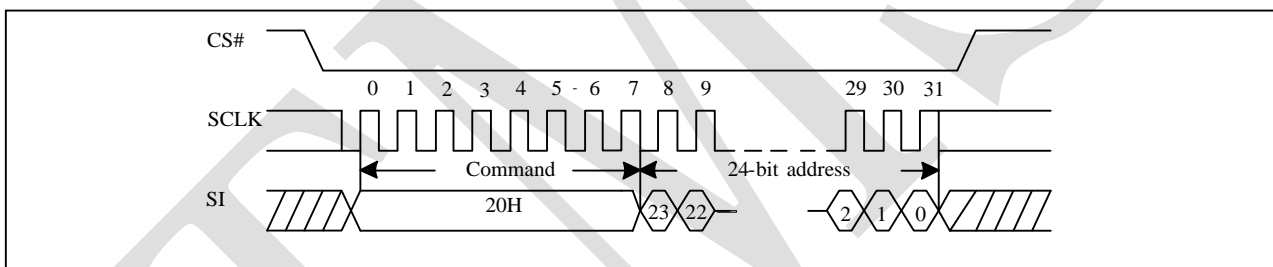 CS#
0 1 2 3 4 5 - 6 7 8 9 29 30 31
SCLK
Command 24-bit address
SI 20H 23 22 2 1 0